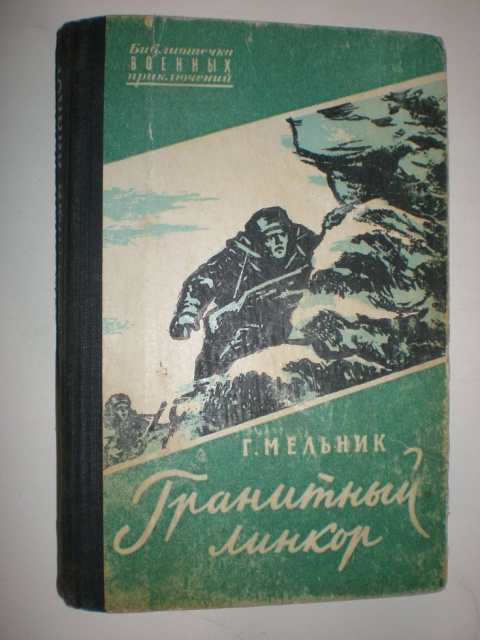 Библиотечка
ВОЕННЫХ
приключений
Г. МЕЛЬНИК
Гранитный
линкор